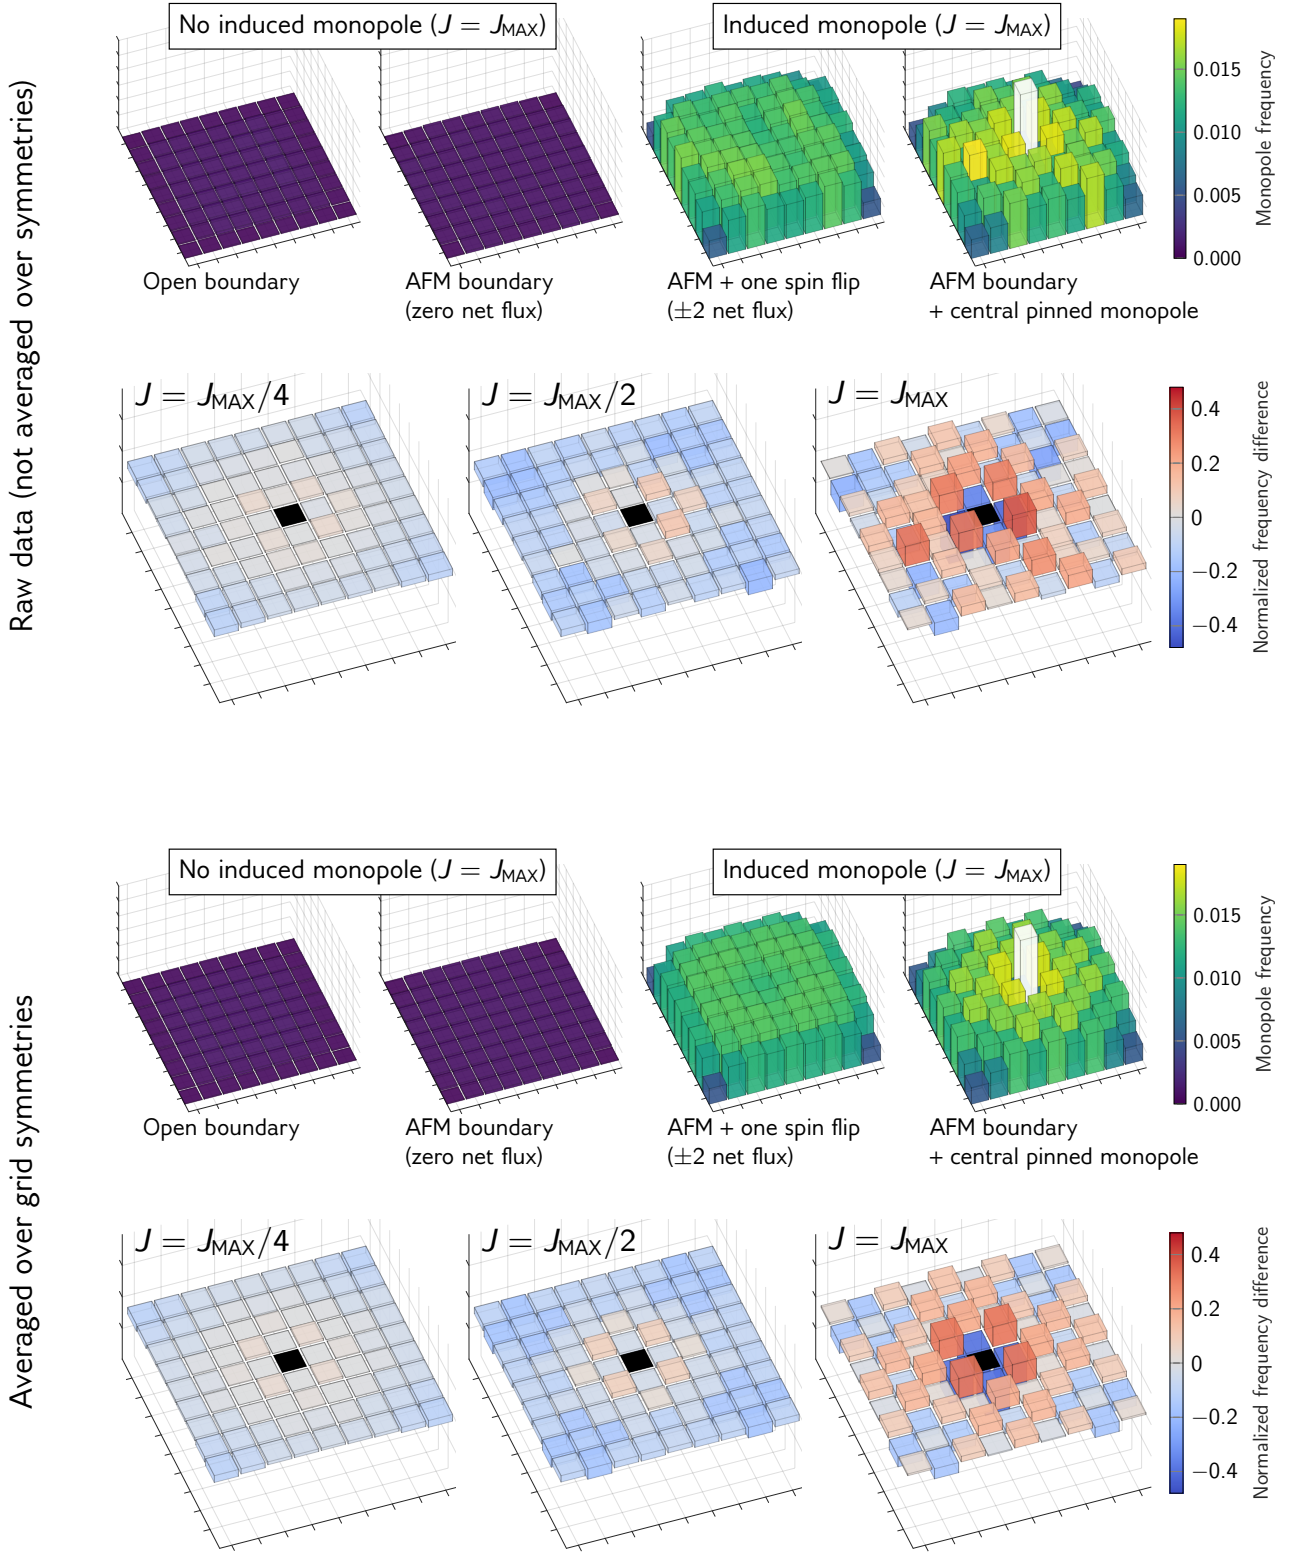 Raw data (not averaged over symmetries)
No induced monopole (J = J_MAX)
Induced monopole (J = J_MAX)
Open boundary
AFM boundary
(zero net flux)
AFM + one spin flip
(±2 net flux)
AFM boundary
+ central pinned monopole
0.015
0.010
0.005
0.000
Monopole frequency
J = J_MAX/4
J = J_MAX/2
J = J_MAX
0.4
0.2
0
−0.2
−0.4
Normalized frequency difference
Averaged over grid symmetries
No induced monopole (J = J_MAX)
Induced monopole (J = J_MAX)
Open boundary
AFM boundary
(zero net flux)
AFM + one spin flip
(±2 net flux)
AFM boundary
+ central pinned monopole
0.015
0.010
0.005
0.000
Monopole frequency
J = J_MAX/4
J = J_MAX/2
J = J_MAX
0.4
0.2
0
−0.2
−0.4
Normalized frequency difference